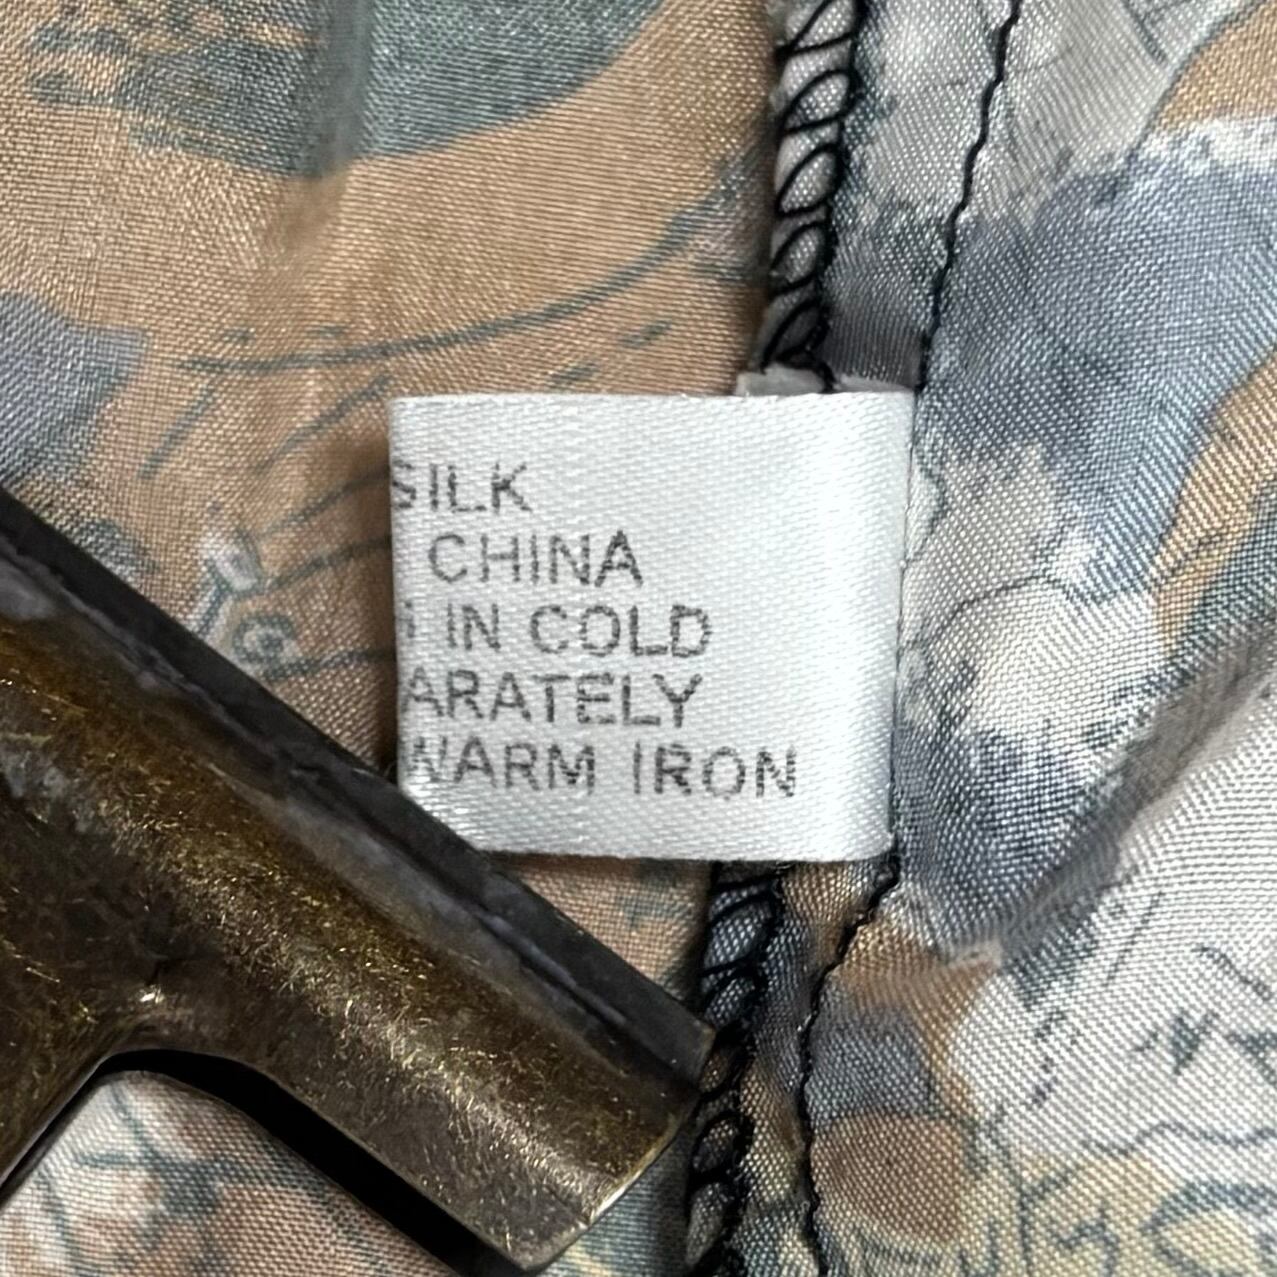 SILK
CHINA
IN COLD
ARATELY
WARM IRON